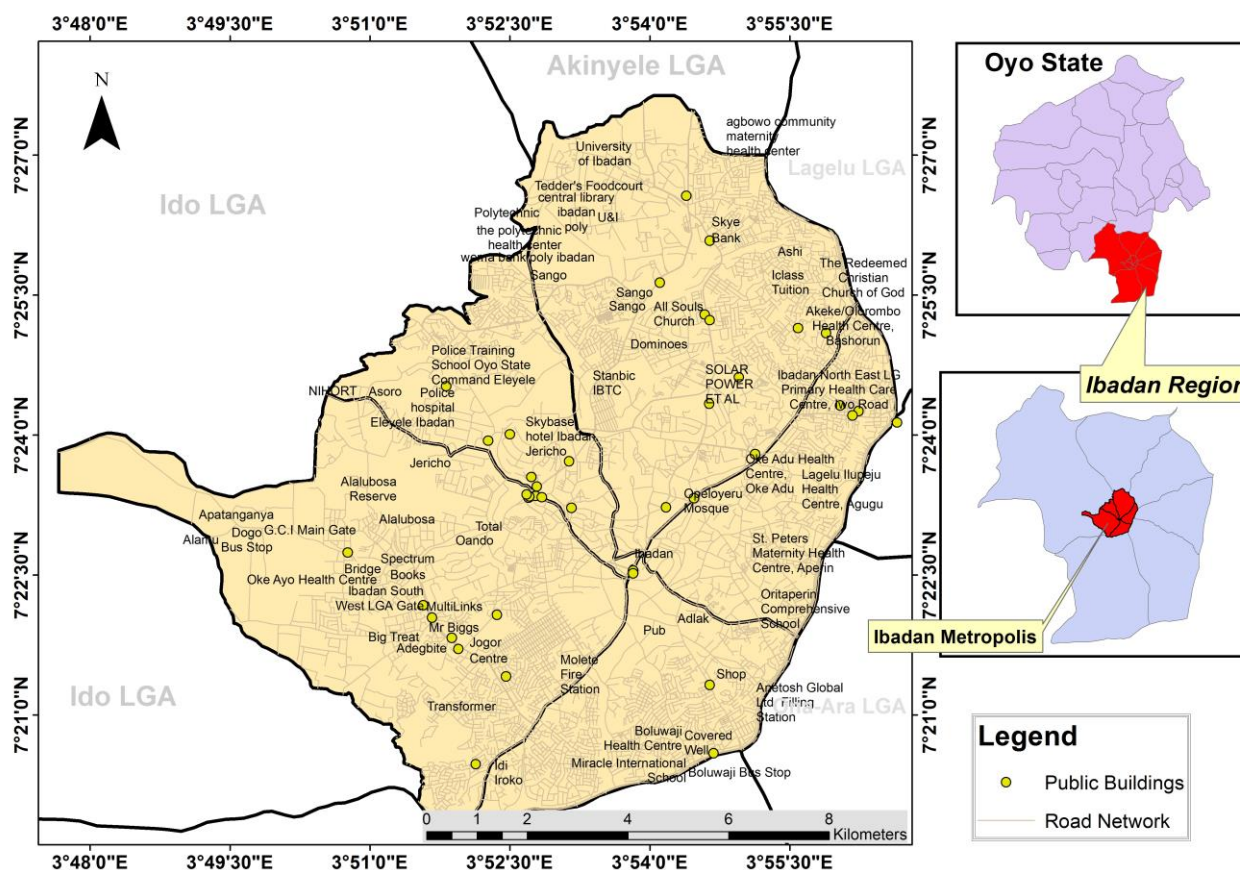 3°48'0"E 3°49'30"E 3°51'0"E 3°52'30"E 3°54'0"E 3°55'30"E
N
Akinyele LGA
Ido LGA
Lagelu LGA
7°27'0"N
7°25'30"N
7°24'0"N
7°22'30"N
7°21'0"N
agbowo community
maternity
health center
University
of Ibadan
Tedder's Foodcourt
central library
ibadan
poly
U&I
Polytechnic
the polytechnic
health center
wema bank poly ibadan
Sango
Skye
Bank
Ashi
Iclass
Tuition
The Redeemed
Christian
Church of God
Sango
Sango
All Souls
Church
Akeke/Olorombo
Health Centre,
Bashorun
Dominoes
Police Training
School Oyo State
Command Eleyele
Stanbic
IBTC
SOLAR
POWER
ET AL
Ibadan North East LG
Primary Health Care
Centre, Iwo Road
NIHORT
Asoro
Police
hospital
Eleyele Ibadan
Skybase
hotel Ibadan
Jericho
Jericho
Oke Adu Health
Centre,
Oke Adu
Lagelu Ilupeju
Health
Centre, Agugu
Alalubosa
Reserve
Opeloyeru
Mosque
Apatanganya
Alalubosa
Dogo
G.C.I Main Gate
Alamu
Bus Stop
Total
Oando
St. Peters
Maternity Health
Centre, Aperin
Ibadan
Bridge
Spectrum
Books
Oke Ayo Health Centre
Ibadan South
West LGA Gate
MultiLinks
Oritaperin
Comprehensive
School
Adlak
Pub
Mr Biggs
Big Treat
Adegbite
Jogor
Centre
Moleto
Fire
Station
Shop
Transformer
Anetosh Global
Ltd. Filling
Station
Ona-Ara LGA
Ido LGA
Boluwaji
Health Centre
Covered
Well
Miracle International
School
Boluwaji Bus Stop
Idi
Iroko
0 1 2 4 6 8
Kilometers
3°48'0"E 3°49'30"E 3°51'0"E 3°52'30"E 3°54'0"E 3°55'30"E
7°27'0"N
7°25'30"N
7°24'0"N
7°22'30"N
7°21'0"N
Oyo State
Ibadan Region
Ibadan Metropolis
Legend
Public Buildings
Road Network